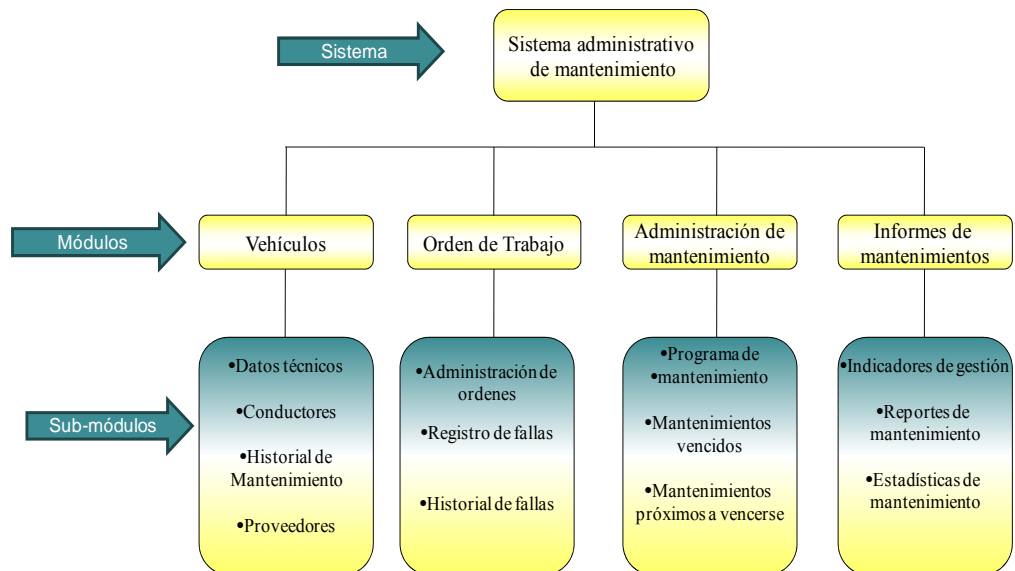 Sistema
Sistema administrativo
de mantenimiento
Módulos
Vehículos
Orden de Trabajo
Administración de
mantenimiento
Informes de
mantenimientos
Sub-módulos
•Datos técnicos
•Conductores
•Historial de
Mantenimiento
•Proveedores
•Administración de
ordenes
•Registro de fallas
•Historial de fallas
•Programa de
•mantenimiento
•Mantenimientos
vencidos
•Mantenimientos
próximos a vencerse
•Indicadores de gestión
•Reportes de
mantenimiento
•Estadísticas de
mantenimiento